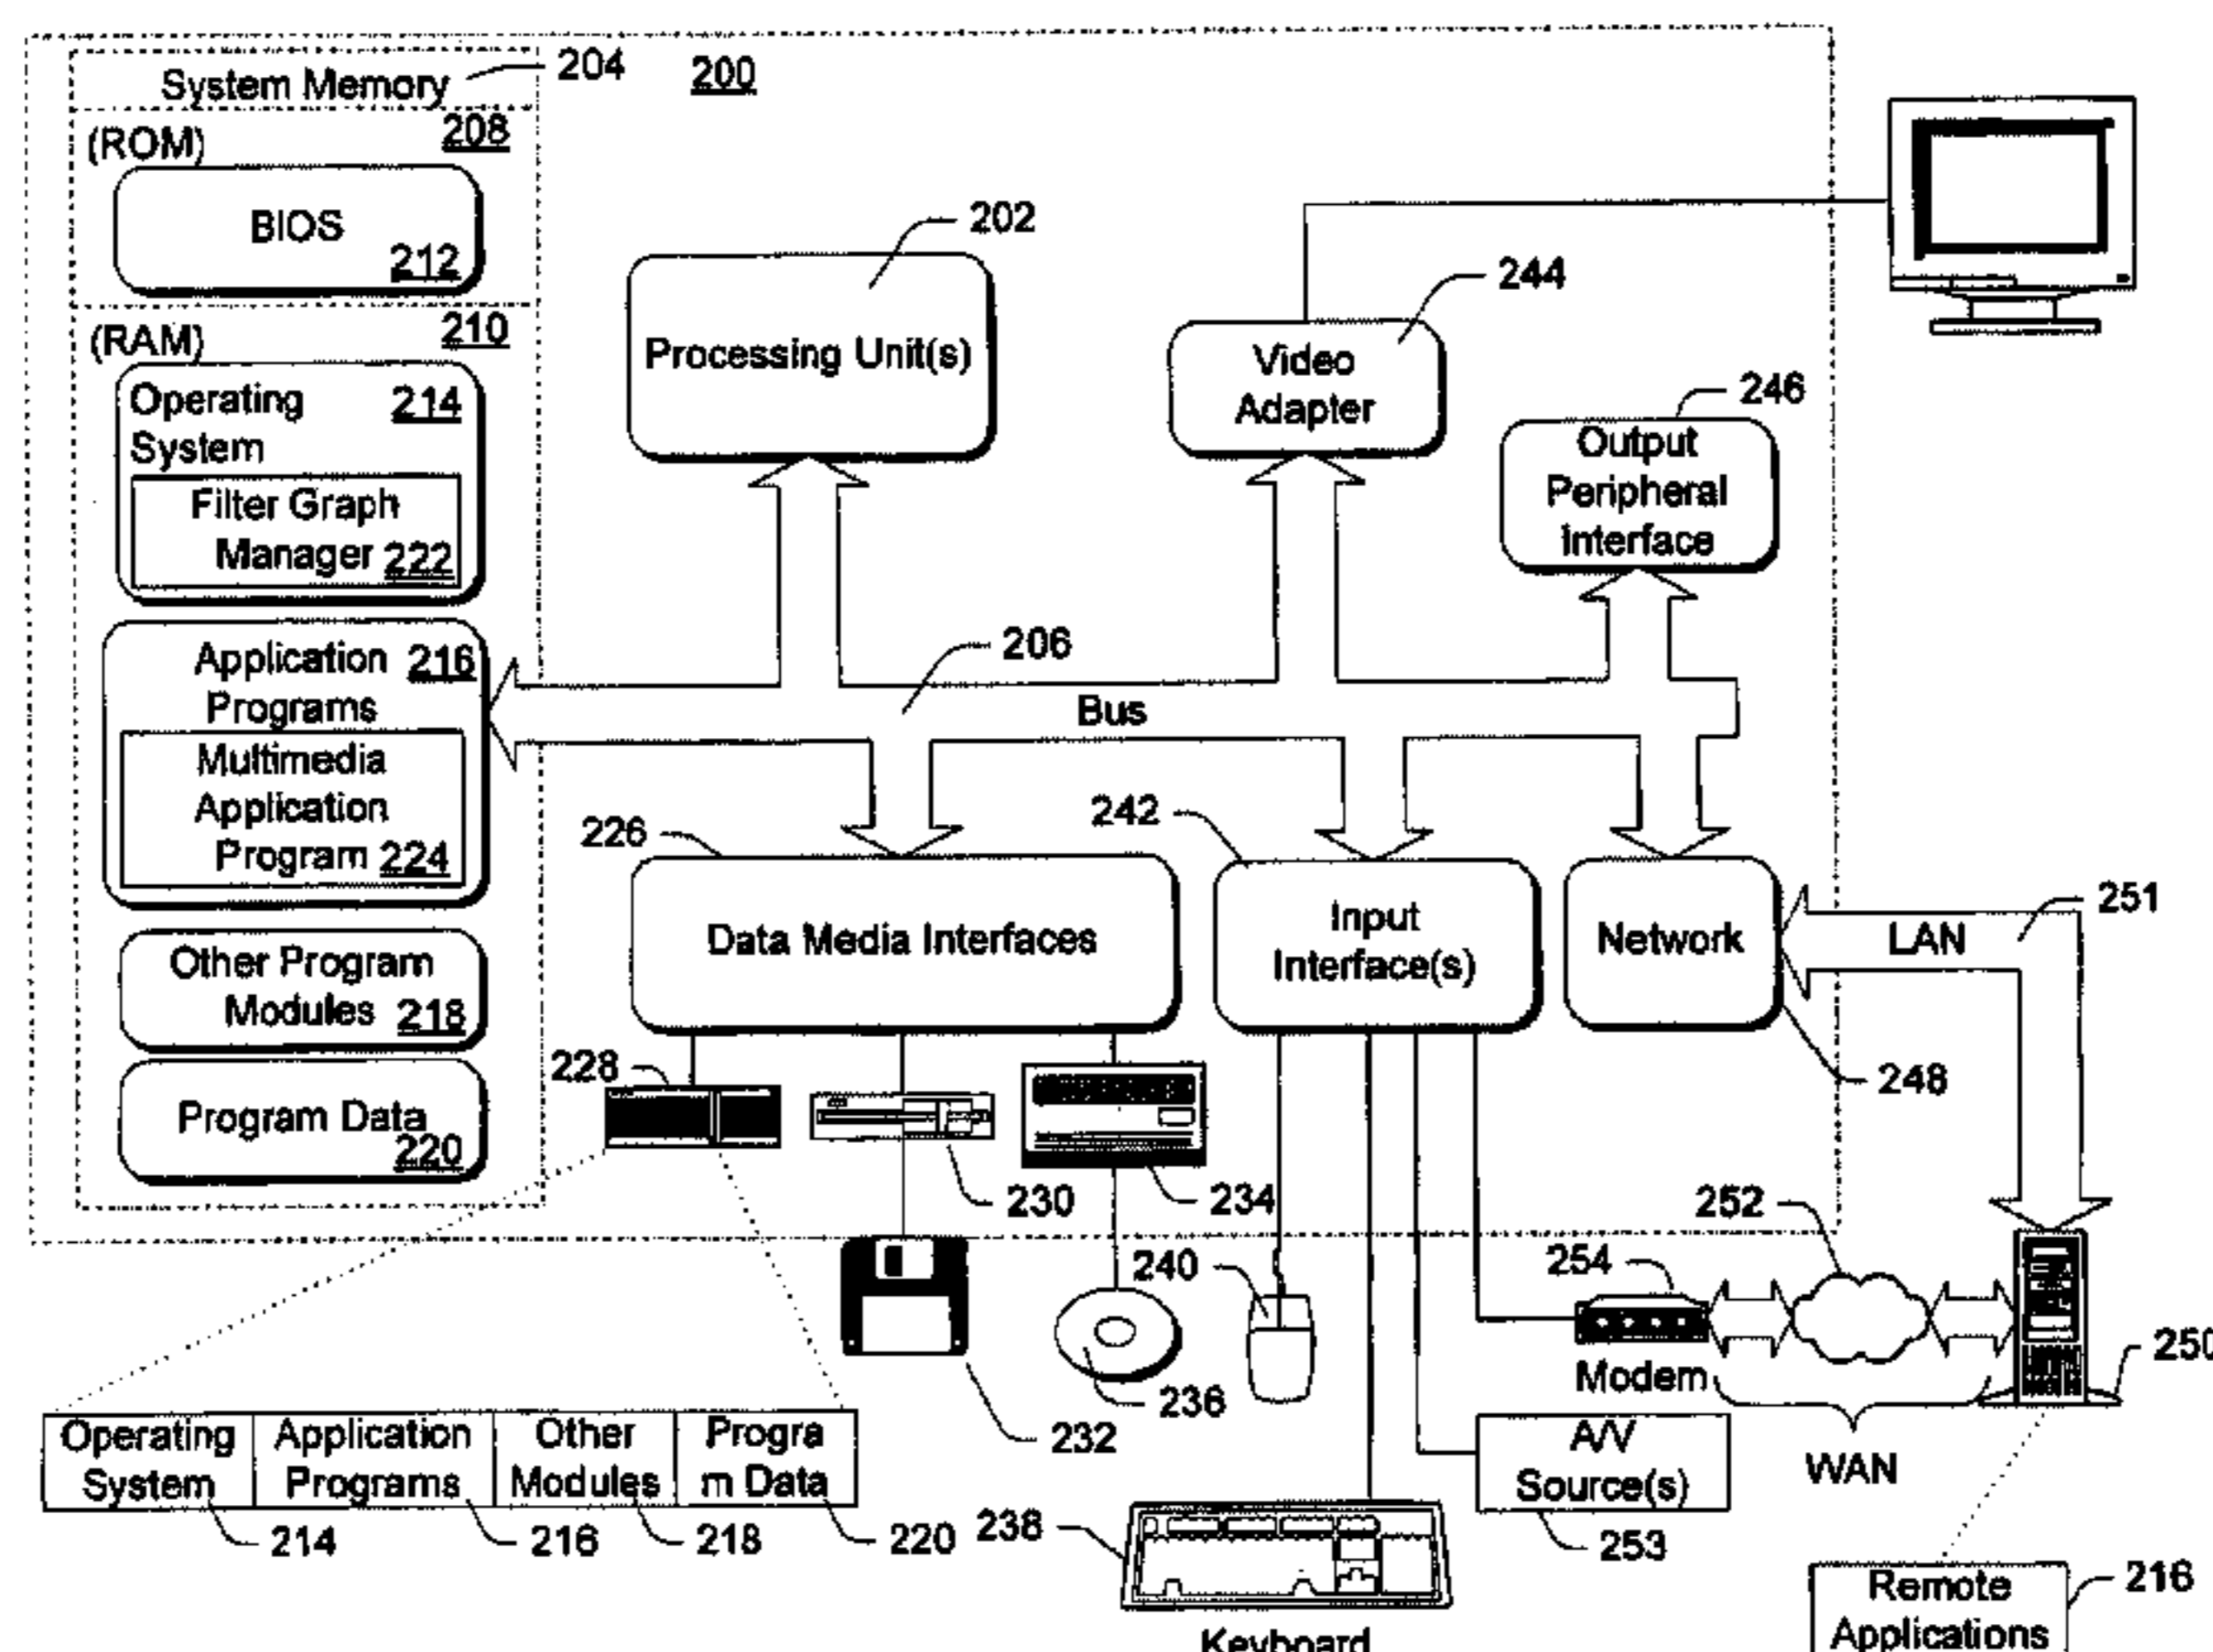 System Memory
204
200
(ROM)
208
BIOS
212
(RAM)
210
Operating
214
System
Filter Graph
Manager 222
Application 216
Programs
Multimedia
Application
Program 224
Other Program
Modules 218
Program Data
220
202
Processing Unit(s)
244
Video
Adapter
246
Output
Peripheral
Interface
206
Bus
226
Data Media Interfaces
242
Input
Interface(s)
Network
248
LAN
251
228
230
234
232
236
240
254
252
250
Modem
WAN
A/V
Source(s)
253
238
Keyboard
Operating
System
Application
Programs
Other
Modules
Progra
m Data
214
216
218
220
Remote
Applications
216